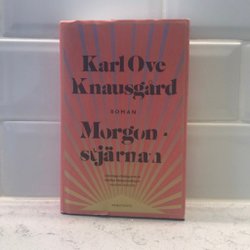 Karl Ove
Knausgård
ROMAN
Morgon-
stjärnan